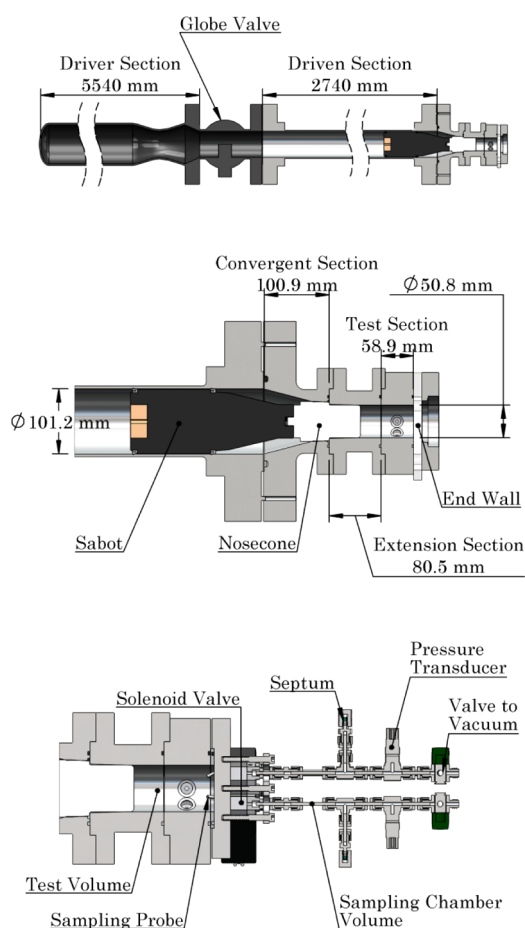 Globe Valve
Driver Section
5540 mm
Driven Section
2740 mm
Convergent Section
100.9 mm
∅50.8 mm
Test Section
58.9 mm
∅101.2 mm
End Wall
Sabot
Nosecone
Extension Section
80.5 mm
Pressure
Transducer
Septum
Solenoid Valve
Valve to
Vacuum
Test Volume
Sampling Chamber
Volume
Sampling Probe